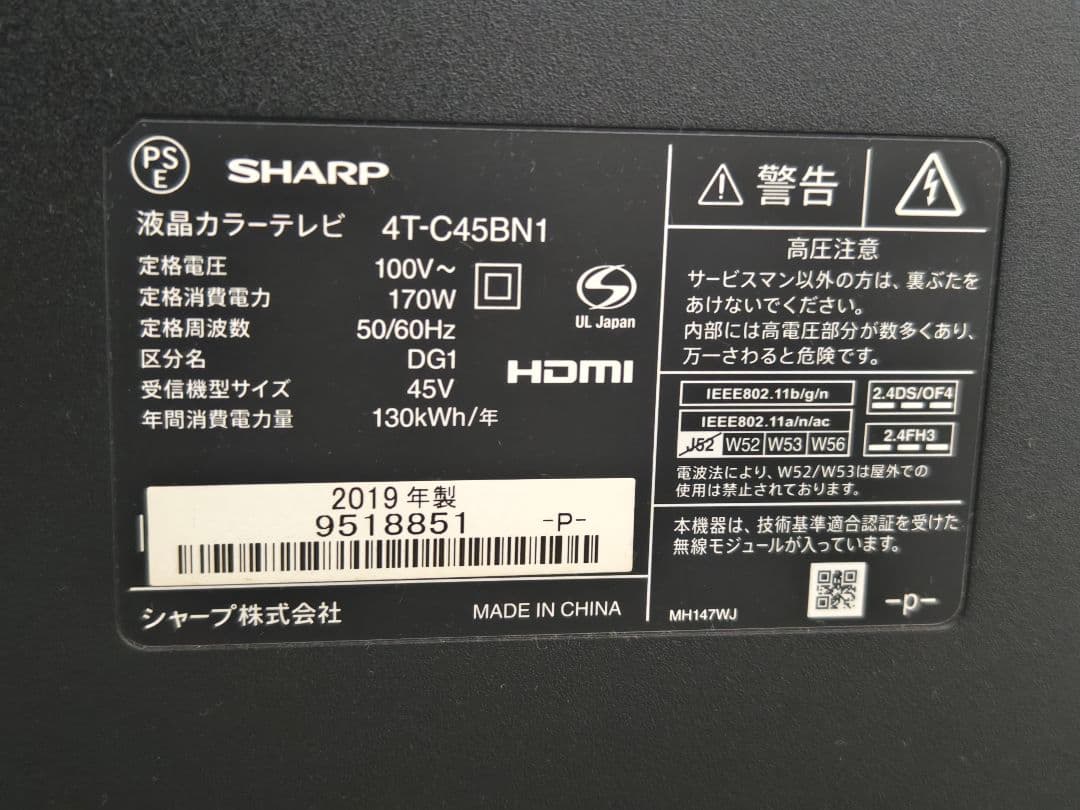 PSE
SHARP
液晶カラーテレビ 4T-C45BN1
定格電圧 100V～
定格消費電力 170W
定格周波数 50/60Hz
区分名 DG1
受信機型サイズ 45V
年間消費電力量 130kWh/年
S
UL Japan
HDMI
2019 年製
9518851 -P-
シャープ株式会社 MADE IN CHINA
警告
高圧注意
サービスマン以外の方は、裏ぶたを
あけないでください。
内部には高電圧部分が数多くあり、
万一さわると危険です。
IEEE802.11b/g/n
2.4DS/OF4
IEEE802.11a/n/ac
J52 W52 W53 W56
2.4FH3
電波法により、W52/W53は屋外での
使用は禁止されております。
本機器は、技術基準適合認証を受けた
無線モジュールが入っています。
MH147WJ
-p-